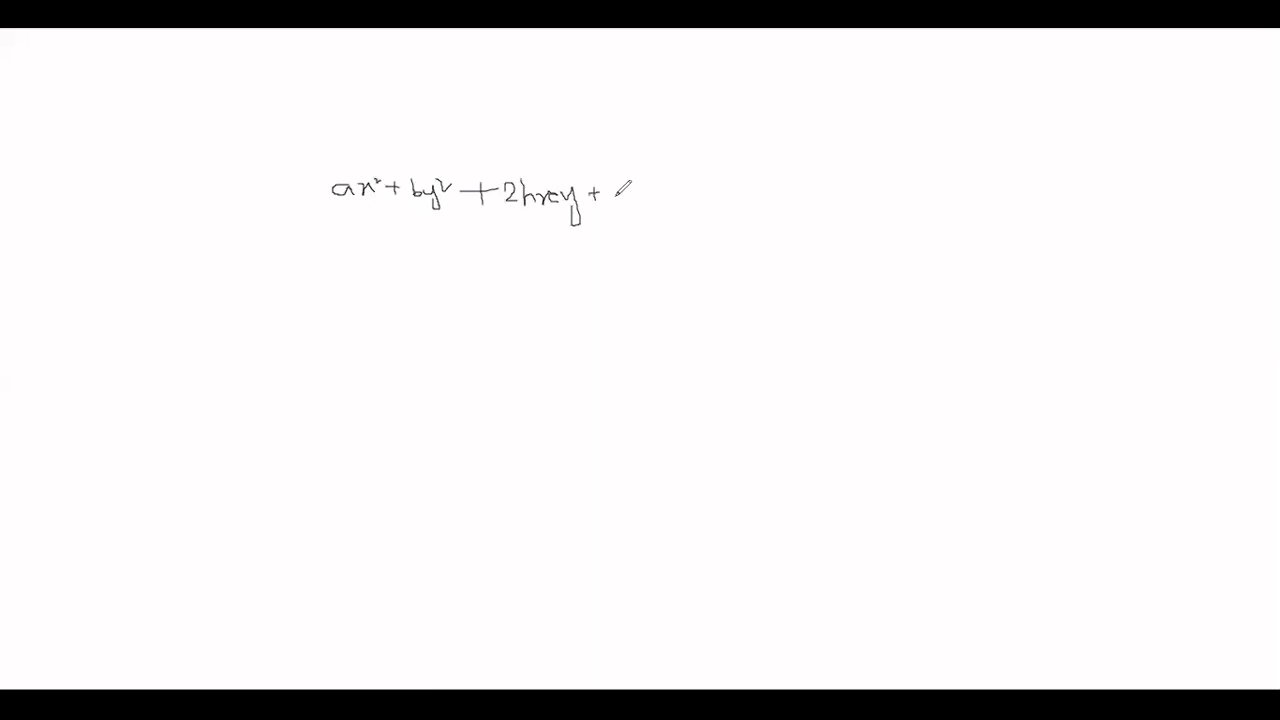 ax² + by² + 2hxy +